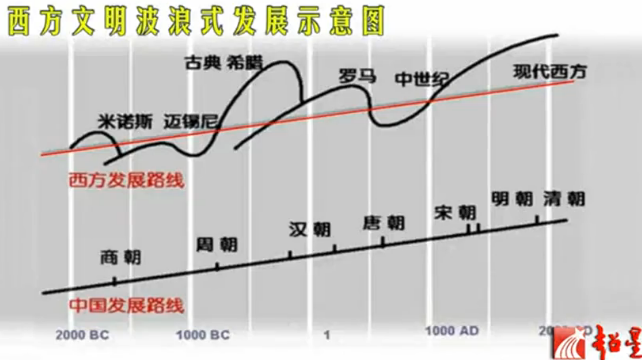 西方文明波浪式发展示意图
古典 希腊
罗马
中世纪
现代西方
米诺斯
迈锡尼
西方发展路线
商朝
周朝
汉朝
唐朝
宋朝
明朝
清朝
中国发展路线
2000 BC
1000 BC
1
1000 AD
超星